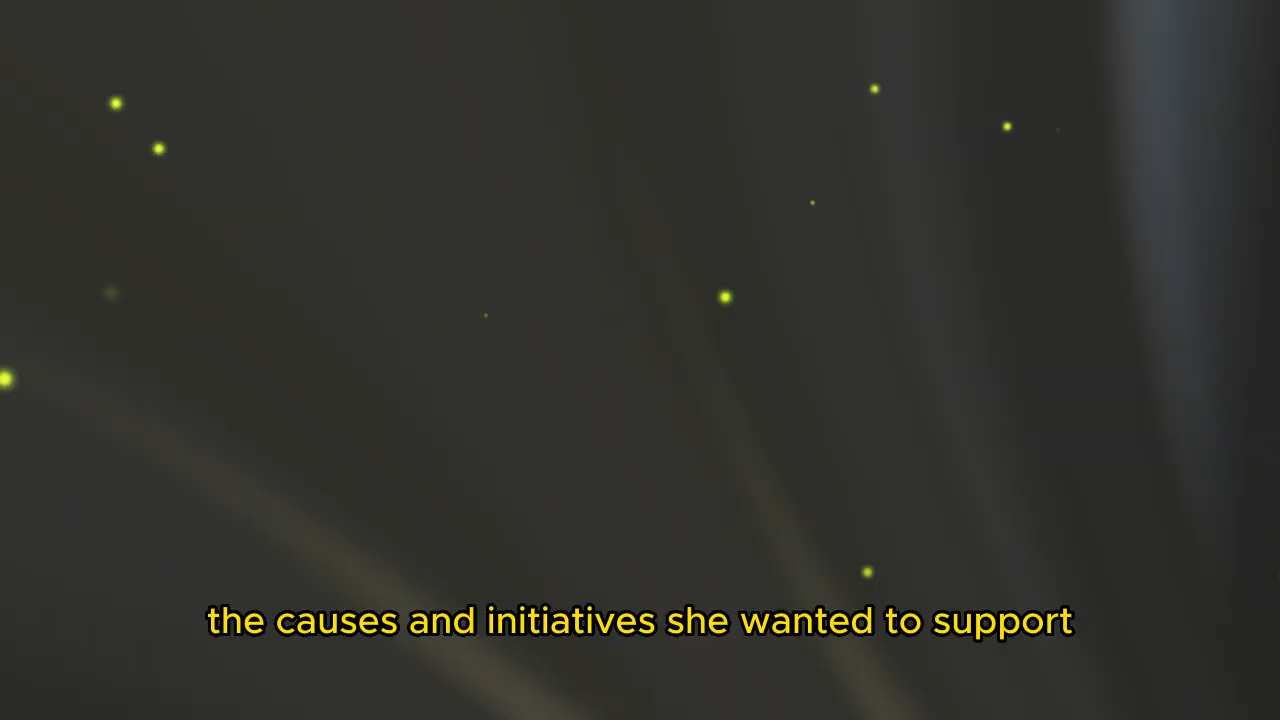 the causes and initiatives she wanted to support